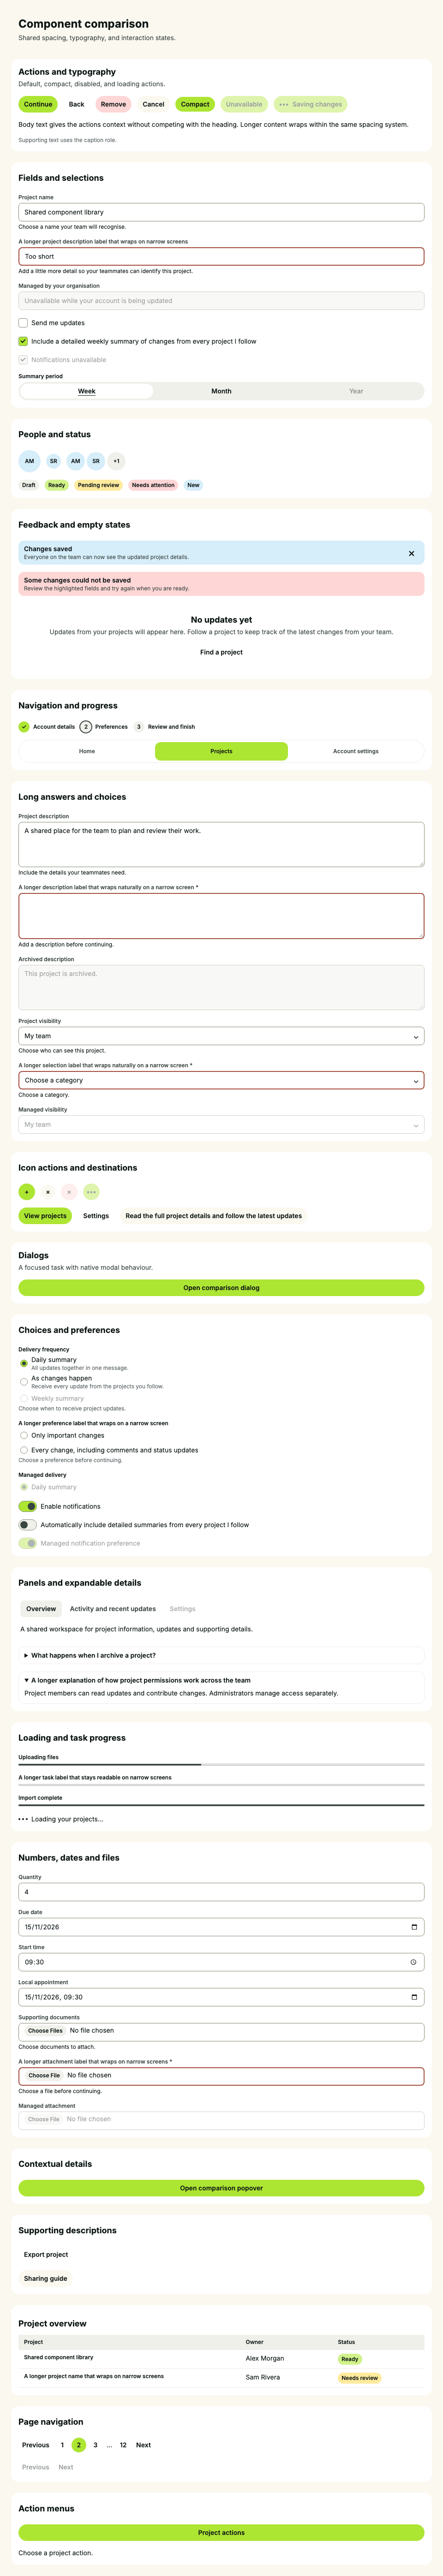 Component comparison
Shared spacing, typography, and interaction states.
Actions and typography
Default, compact, disabled, and loading actions.
Continue Back Remove Cancel Compact Unavailable Saving changes
Body text gives the actions context without competing with the heading. Longer content wraps within the same spacing system.
Supporting text uses the caption role.
Fields and selections
Project name
Shared component library
Choose a name your team will recognise.
A longer project description label that wraps on narrow screens
Too short
Add a little more detail so your teammates can identify this project.
Managed by your organisation
Unavailable while your account is being updated
Send me updates
Include a detailed weekly summary of changes from every project I follow
Notifications unavailable
Summary period
Week Month Year
People and status
AM SR AM SR +1
Draft Ready Pending review Needs attention New
Feedback and empty states
Changes saved
Everyone on the team can now see the updated project details.
Some changes could not be saved
Review the highlighted fields and try again when you are ready.
No updates yet
Updates from your projects will appear here. Follow a project to keep track of the latest changes from your team.
Find a project
Navigation and progress
Account details 2 Preferences 3 Review and finish
Home Projects Account settings
Long answers and choices
Project description
A shared place for the team to plan and review their work.
Include the details your teammates need.
A longer description label that wraps naturally on a narrow screen *
Add a description before continuing.
Archived description
This project is archived.
Project visibility
My team
Choose who can see this project.
A longer selection label that wraps naturally on a narrow screen *
Choose a category
Choose a category.
Managed visibility
My team
Icon actions and destinations
View projects Settings Read the full project details and follow the latest updates
Dialogs
A focused task with native modal behaviour.
Open comparison dialog
Choices and preferences
Delivery frequency
Daily summary
All updates together in one message.
As changes happen
Receive every update from the projects you follow.
Weekly summary
Choose when to receive project updates.
A longer preference label that wraps on a narrow screen
Only important changes
Every change, including comments and status updates
Choose a preference before continuing.
Managed delivery
Daily summary
Enable notifications
Automatically include detailed summaries from every project I follow
Managed notification preference
Panels and expandable details
Overview Activity and recent updates Settings
A shared workspace for project information, updates and supporting details.
What happens when I archive a project?
A longer explanation of how project permissions work across the team
Project members can read updates and contribute changes. Administrators manage access separately.
Loading and task progress
Uploading files
A longer task label that stays readable on narrow screens
Import complete
Loading your projects…
Numbers, dates and files
Quantity
4
Due date
15/11/2026
Start time
09:30
Local appointment
15/11/2026, 09:30
Supporting documents
Choose Files No file chosen
Choose documents to attach.
A longer attachment label that wraps on narrow screens *
Choose File No file chosen
Choose a file before continuing.
Managed attachment
Choose File No file chosen
Contextual details
Open comparison popover
Supporting descriptions
Export project
Sharing guide
Project overview
Project Owner Status
Shared component library Alex Morgan Ready
A longer project name that wraps on narrow screens Sam Rivera Needs review
Page navigation
Previous 1 2 3 … 12 Next
Previous Next
Action menus
Project actions
Choose a project action.